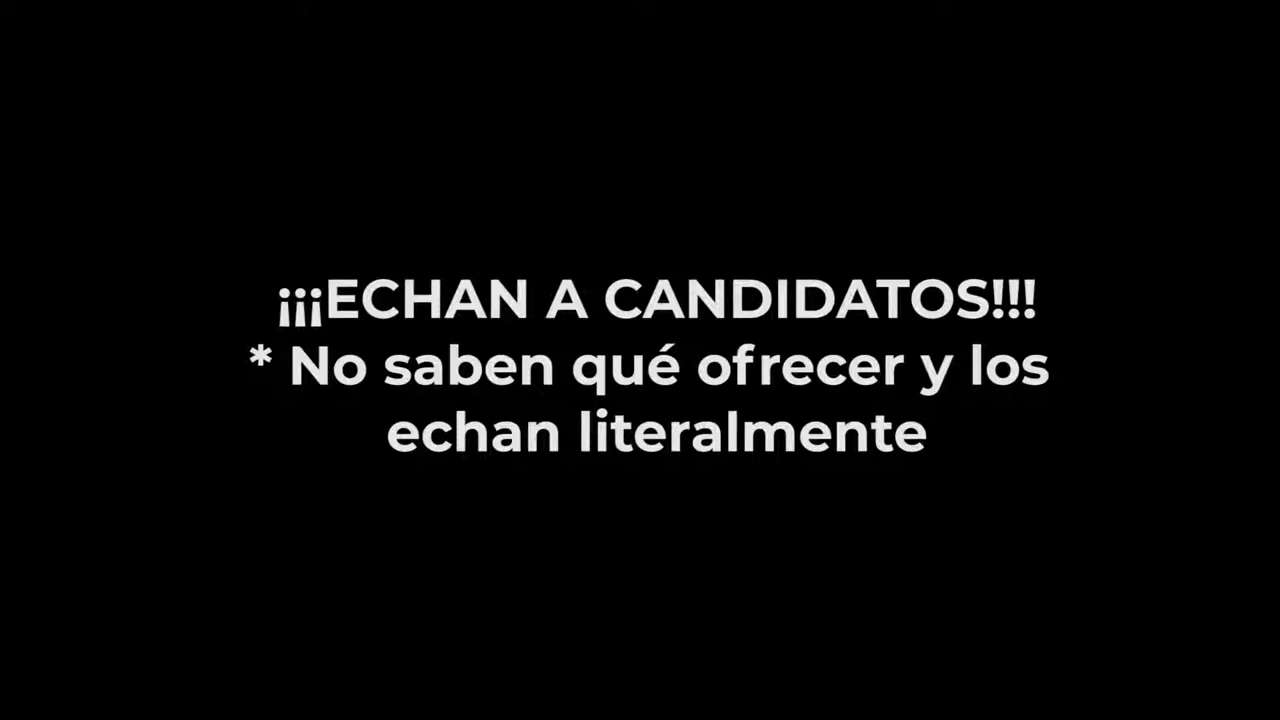 ¡¡¡ECHAN A CANDIDATOS!!!
* No saben qué ofrecer y los
echan literalmente